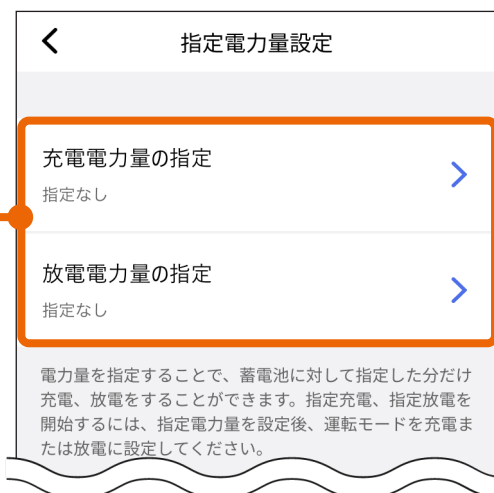 指定電力量設定
充電電力量の指定
指定なし
放電電力量の指定
指定なし
電力量を指定することで、蓄電池に対して指定した分だけ
充電、放電をすることができます。指定充電、指定放電を
開始するには、指定電力量を設定後、運転モードを充電ま
たは放電に設定してください。